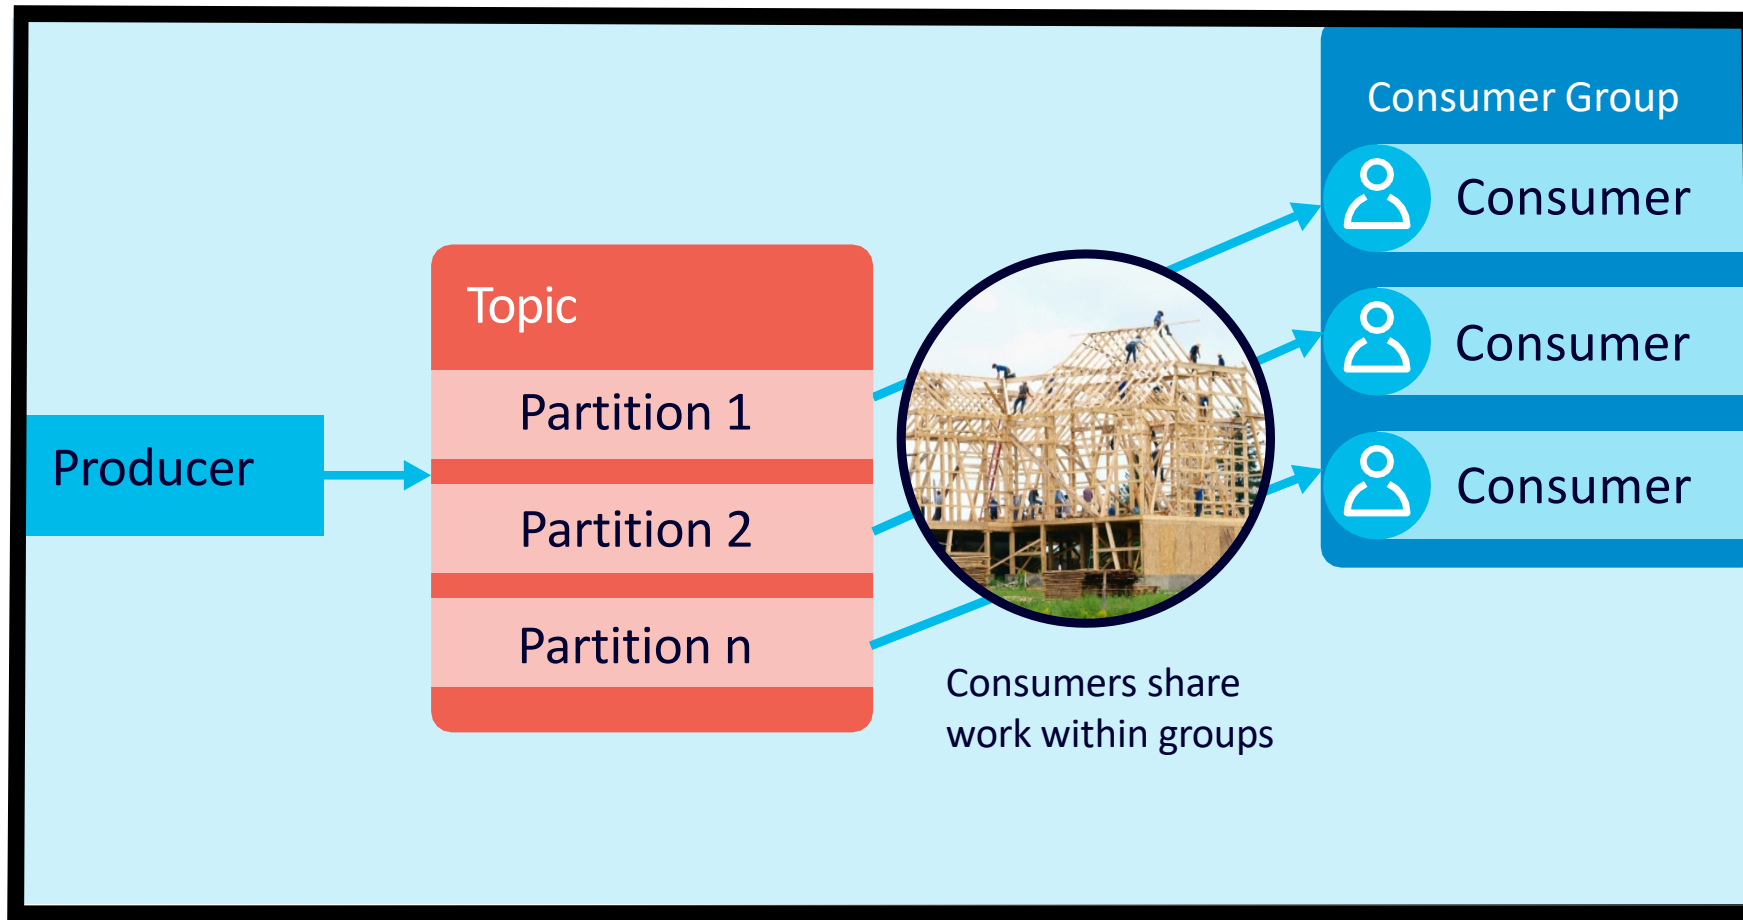 Consumer Group
Consumer
Consumer
Consumer
Topic
Partition 1
Partition 2
Partition n
Producer
Consumers share
work within groups